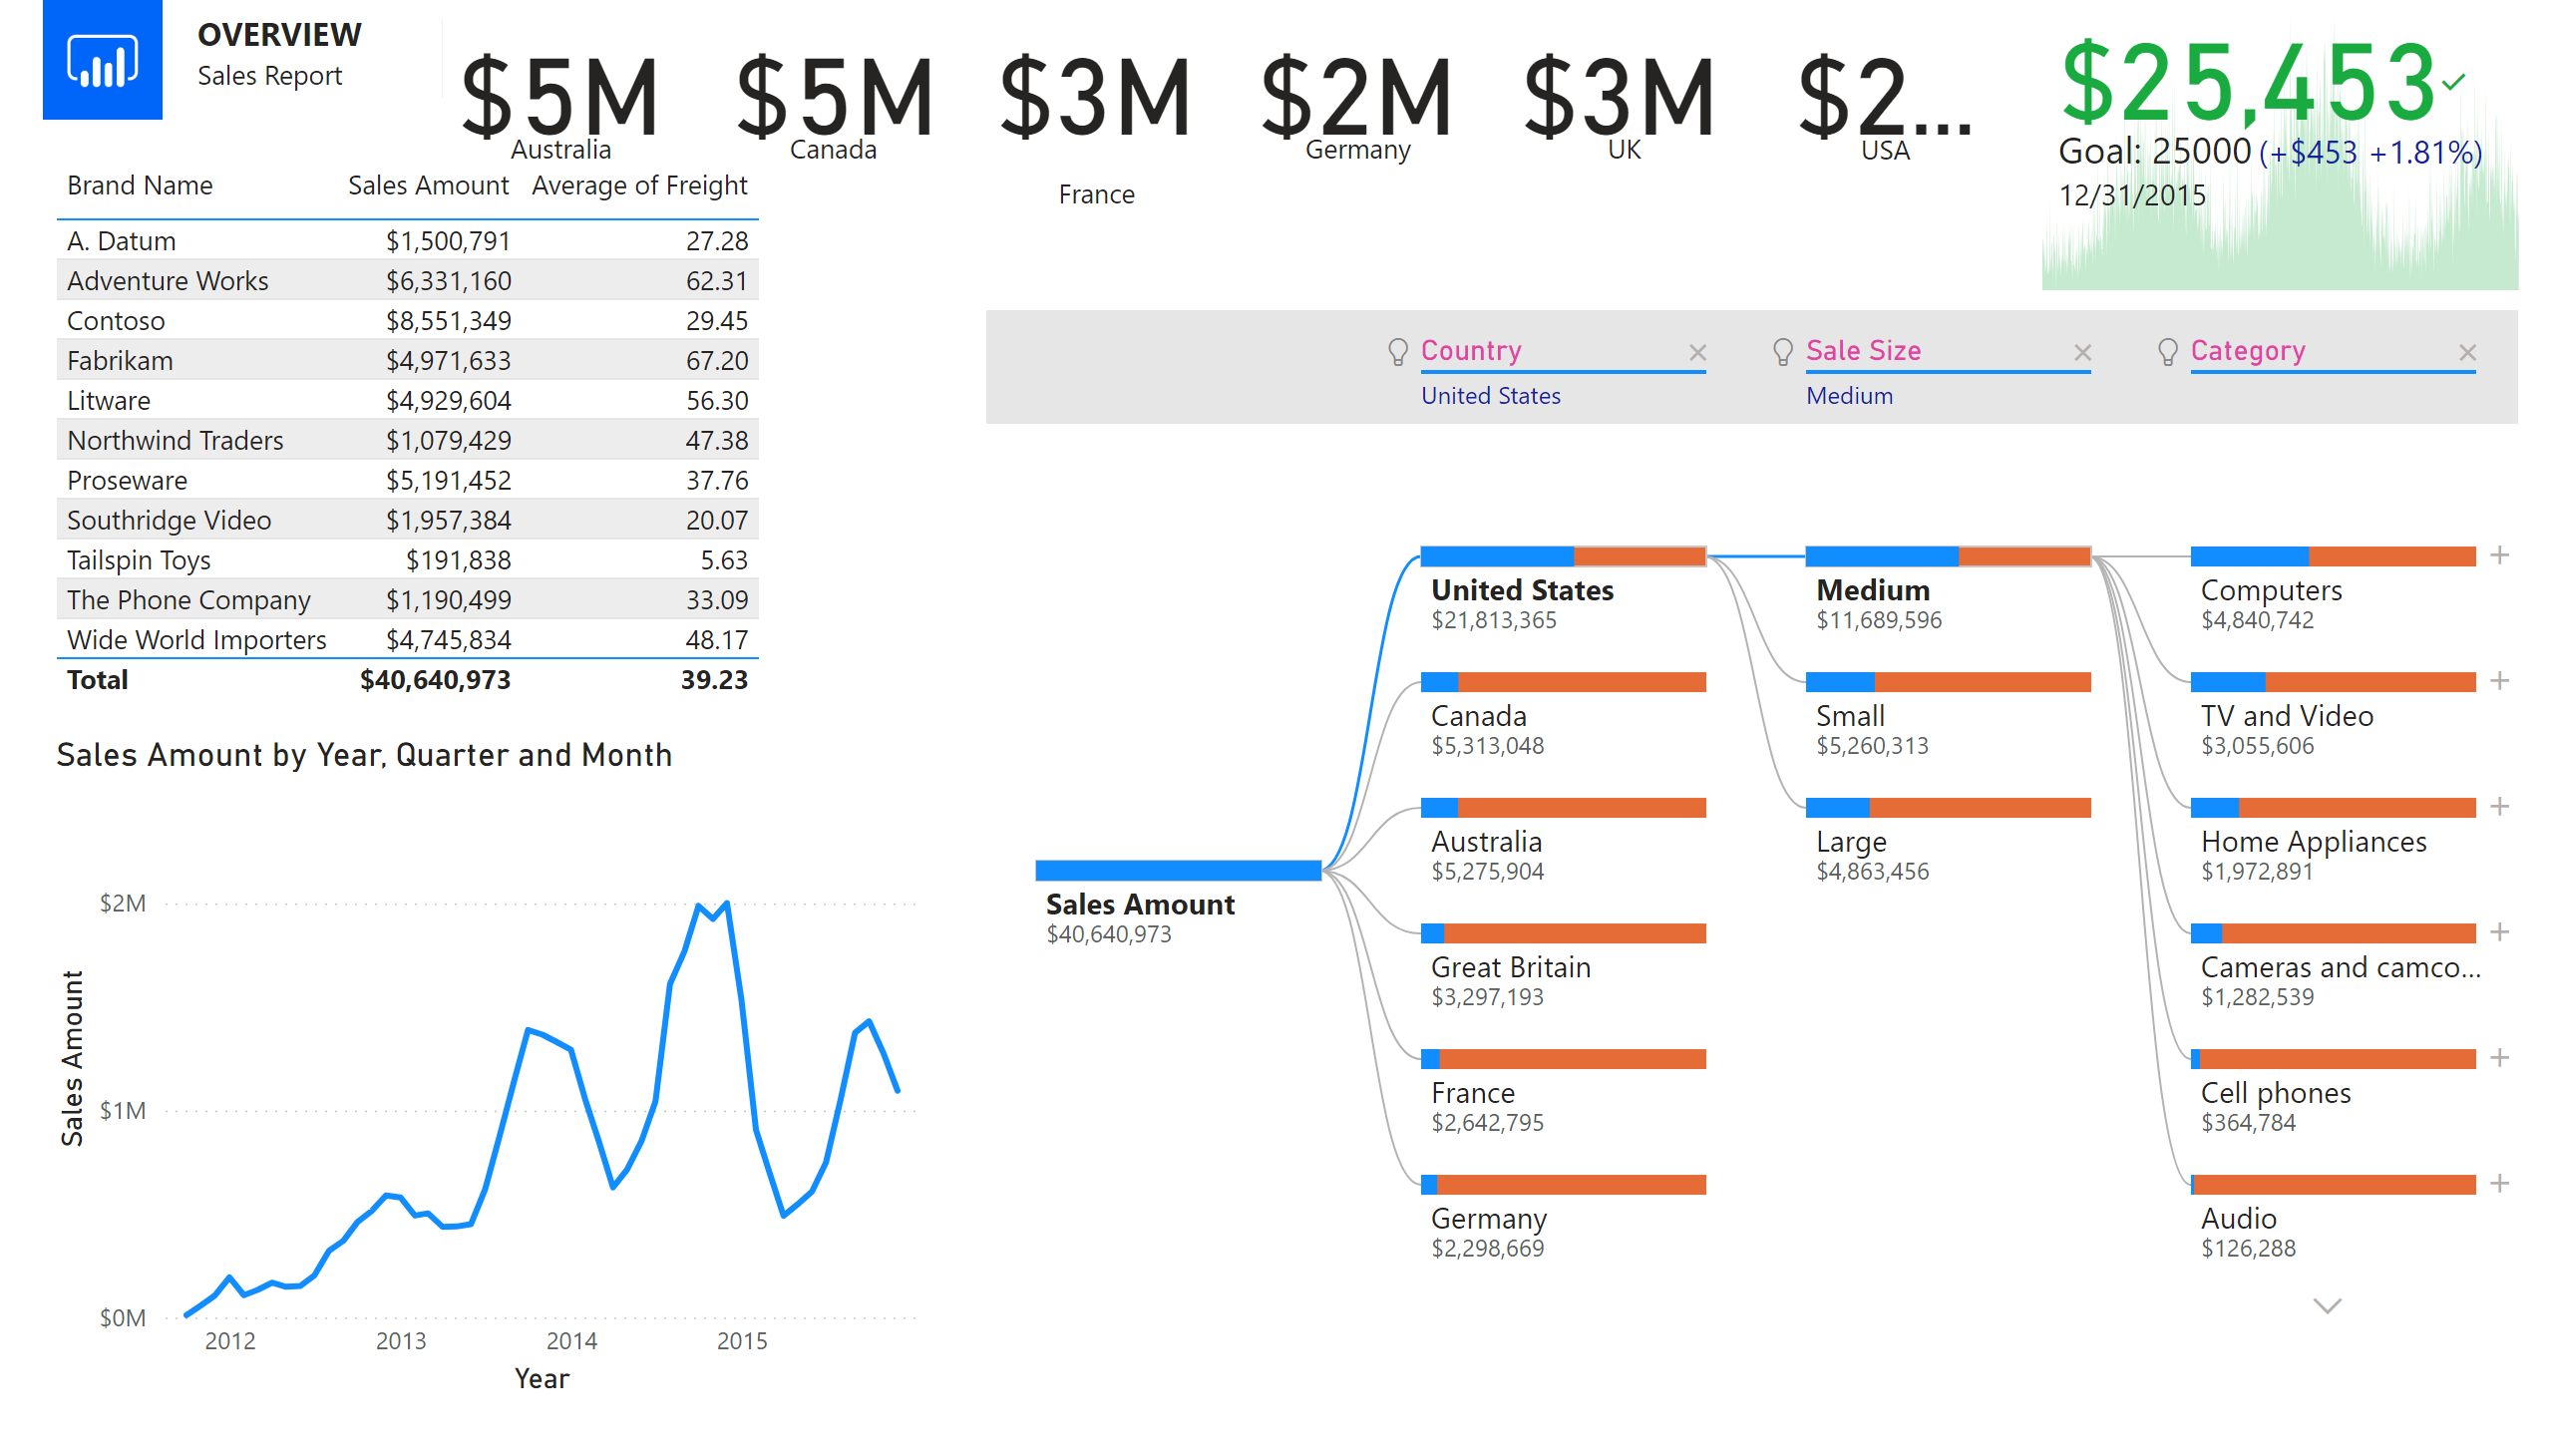 OVERVIEW
Sales Report
$5M
Australia
$5M
Canada
$3M
France
$2M
Germany
$3M
UK
$2...
USA
$25,453
Goal: 25000 (+$453 +1.81%)
12/31/2015
Brand Name Sales Amount Average of Freight
A. Datum $1,500,791 27.28
Adventure Works $6,331,160 62.31
Contoso $8,551,349 29.45
Fabrikam $4,971,633 67.20
Litware $4,929,604 56.30
Northwind Traders $1,079,429 47.38
Proseware $5,191,452 37.76
Southridge Video $1,957,384 20.07
Tailspin Toys $191,838 5.63
The Phone Company $1,190,499 33.09
Wide World Importers $4,745,834 48.17
Total $40,640,973 39.23
Sales Amount by Year, Quarter and Month
Sales Amount
$2M
$1M
$0M
2012 2013 2014 2015
Year
Country
United States
Sale Size
Medium
Category
Sales Amount
$40,640,973
United States
$21,813,365
Canada
$5,313,048
Australia
$5,275,904
Great Britain
$3,297,193
France
$2,642,795
Germany
$2,298,669
Medium
$11,689,596
Small
$5,260,313
Large
$4,863,456
Computers
$4,840,742
TV and Video
$3,055,606
Home Appliances
$1,972,891
Cameras and camco...
$1,282,539
Cell phones
$364,784
Audio
$126,288